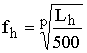 f_h = \sqrt[p]{\frac{L_h}{500}}